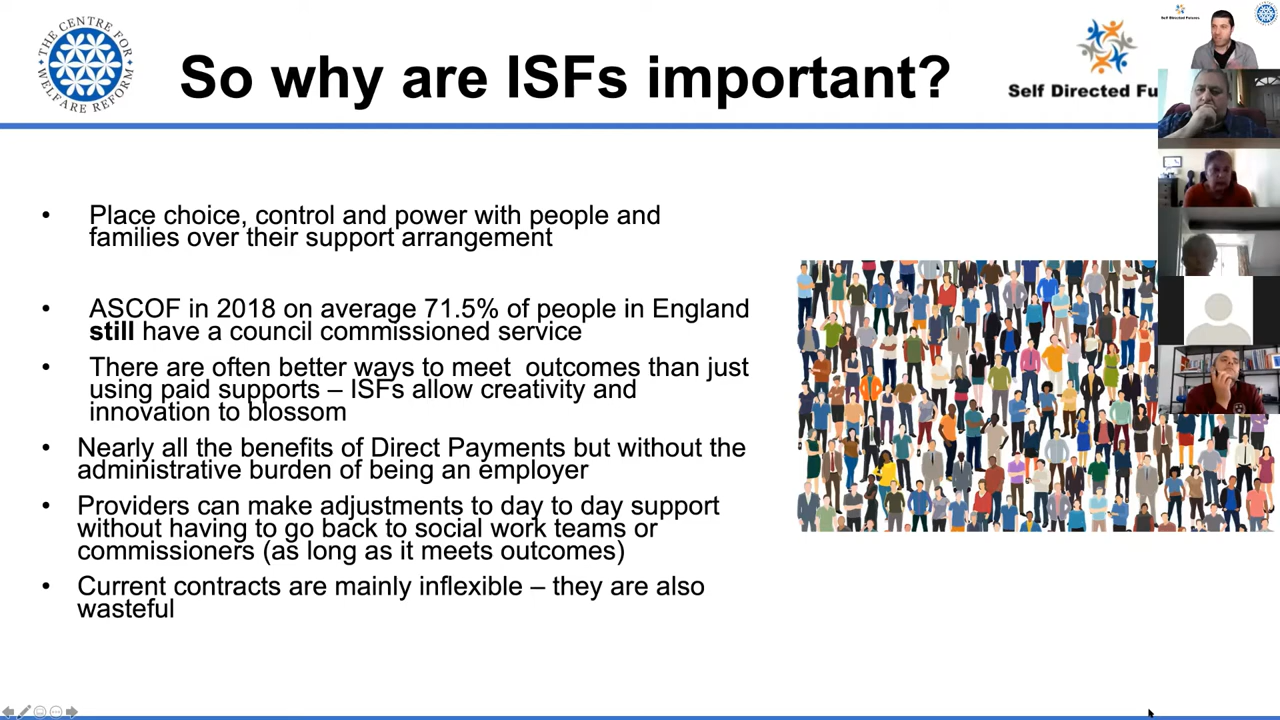 THE CENTRE FOR
WELFARE REFORM
So why are ISFs important?
Self Directed Fu
Self Directed Futures
• Place choice, control and power with people and
families over their support arrangement
• ASCOF in 2018 on average 71.5% of people in England
still have a council commissioned service
• There are often better ways to meet  outcomes than just
using paid supports – ISFs allow creativity and
innovation to blossom
• Nearly all the benefits of Direct Payments but without the
administrative burden of being an employer
• Providers can make adjustments to day to day support
without having to go back to social work teams or
commissioners (as long as it meets outcomes)
• Current contracts are mainly inflexible – they are also
wasteful